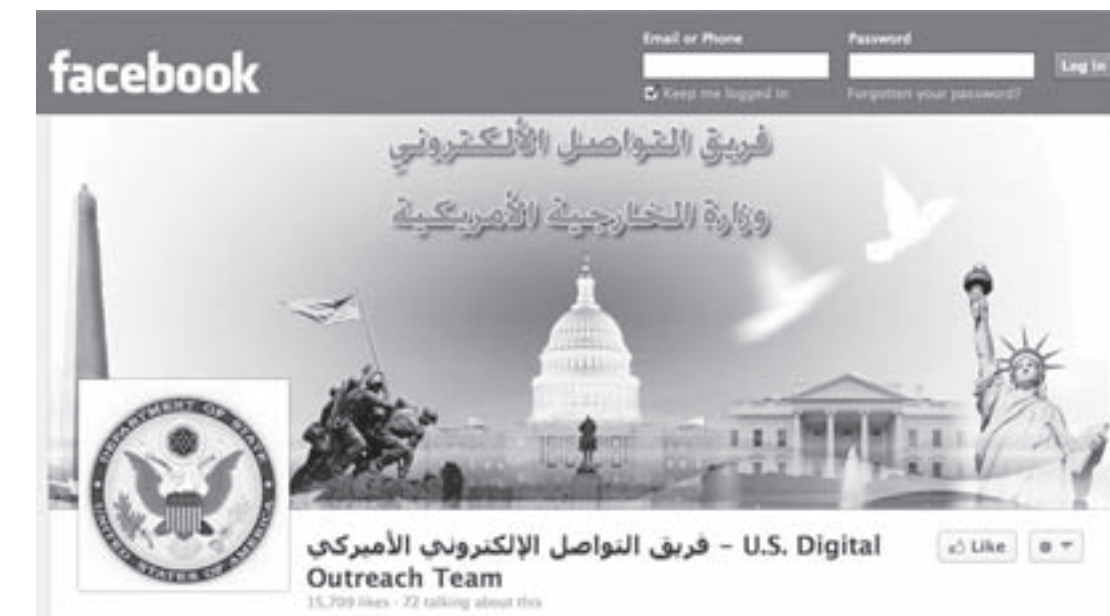 facebook
Email or Phone
Password
Log in
Keep me logged in
Forgotten your password?
فريق التواصل الألكتروني
وزارة الخارجية الأمريكية
DEPARTMENT OF STATE
UNITED STATES OF AMERICA
فريق التواصل الإلكتروني الأميركي – U.S. Digital
Outreach Team
Like
15,709 likes · 72 talking about this